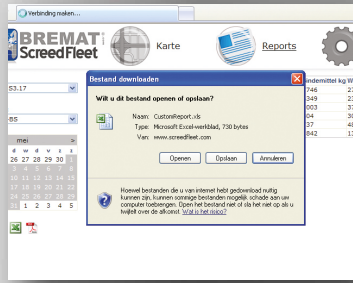 Verbinding maken...
BREMAT
ScreedFleet
Karte
Reports
53.17
Bestand downloaden
Wilt u dit bestand openen of opslaan?
Naam: CustomReport.xls
Type: Microsoft Excel-werkblad, 730 bytes
Van: www.screedfleet.com
Openen Opslaan Annuleren
Hoewel bestanden die u van internet hebt gedownload nuttig
kunnen zijn, kunnen sommige bestanden mogelijk schade aan uw
computer toebrengen. Open het bestand niet of sla het niet op als u
twijfelt over de afkomst. Wat is het risico?
indemittel kg W
746
349
003
04
37
842
-BS
mei >
d w d v z z
26 27 28 29 30 1
3 4 5 6 7 8
10 11 12 13 14 15
17 18 19 20 21 22
24 25 26 27 28 29
31 1 2 3 4 5